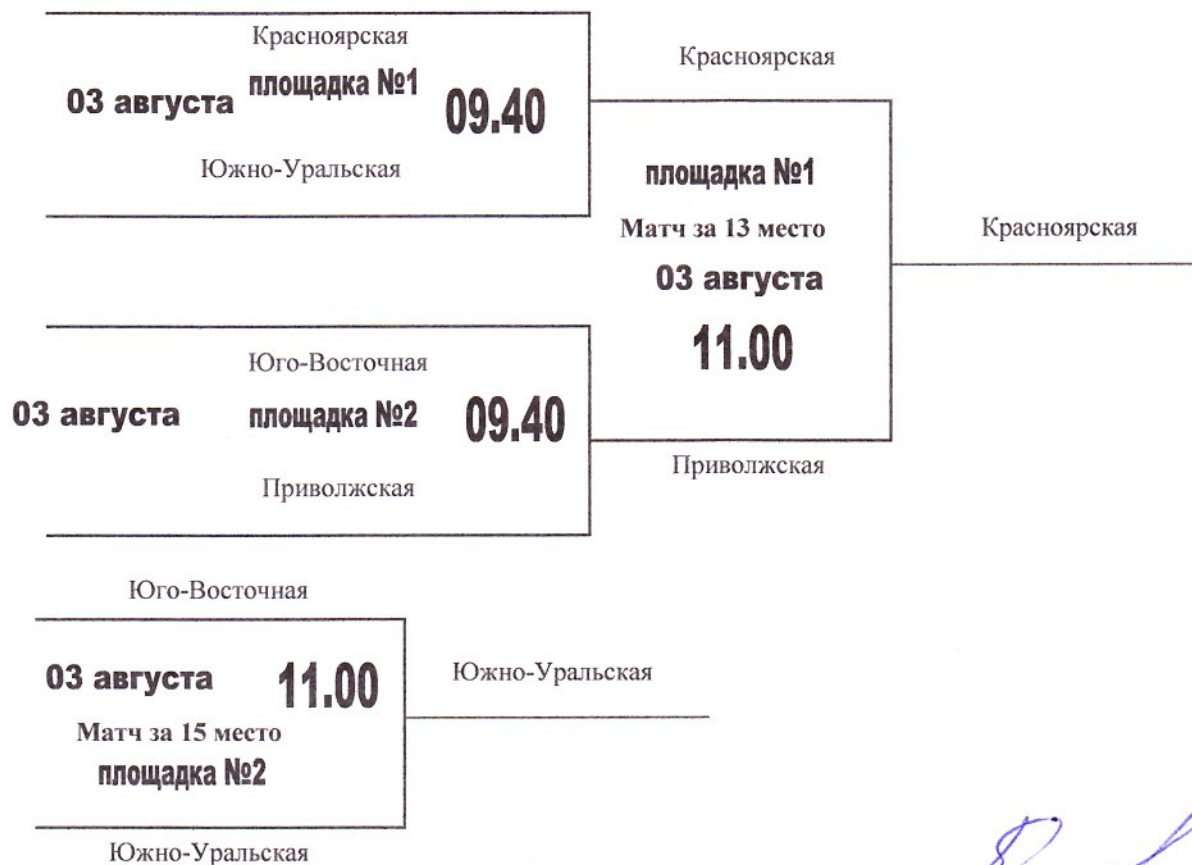 Красноярская
03 августа площадка №1 09.40
Южно-Уральская
Красноярская
площадка №1
Матч за 13 место
03 августа
11.00
Красноярская
Юго-Восточная
03 августа площадка №2 09.40
Приволжская
Приволжская
Юго-Восточная
03 августа 11.00
Матч за 15 место
площадка №2
Южно-Уральская
Южно-Уральская